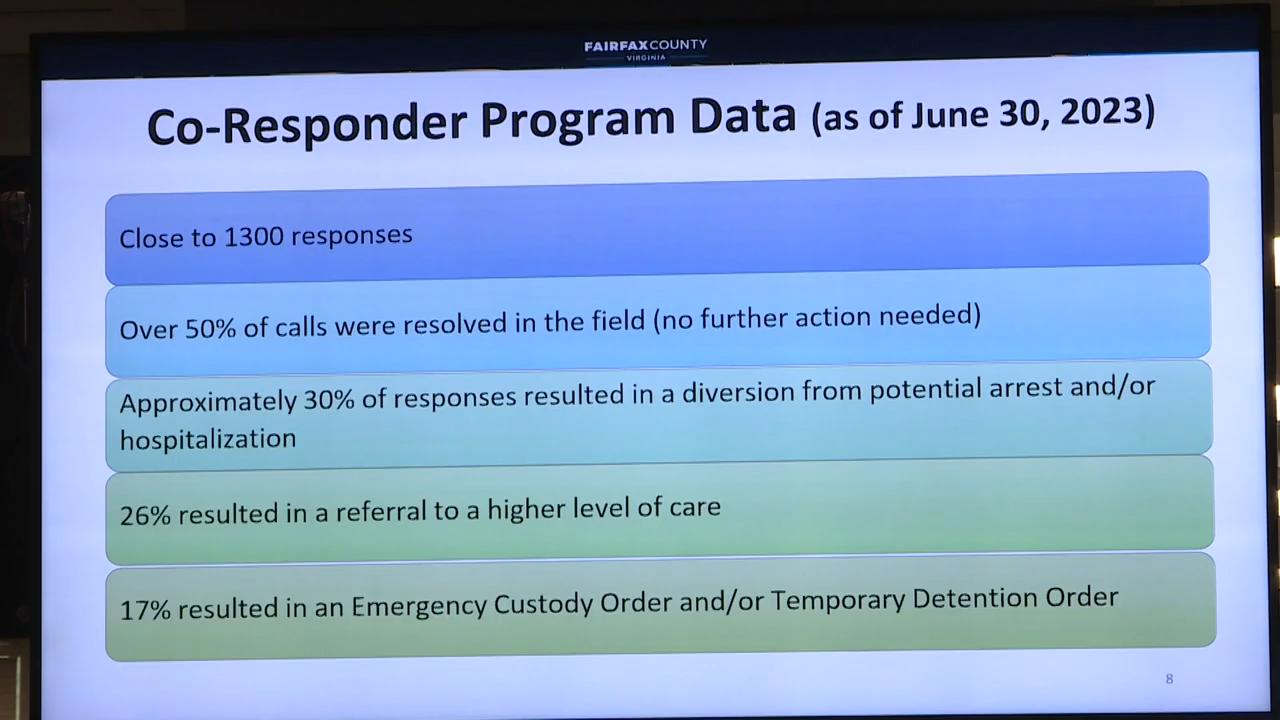 FAIRFAXCOUNTY
VIRGINIA
Co-Responder Program Data (as of June 30, 2023)
Close to 1300 responses
Over 50% of calls were resolved in the field (no further action needed)
Approximately 30% of responses resulted in a diversion from potential arrest and/or
hospitalization
26% resulted in a referral to a higher level of care
17% resulted in an Emergency Custody Order and/or Temporary Detention Order
8